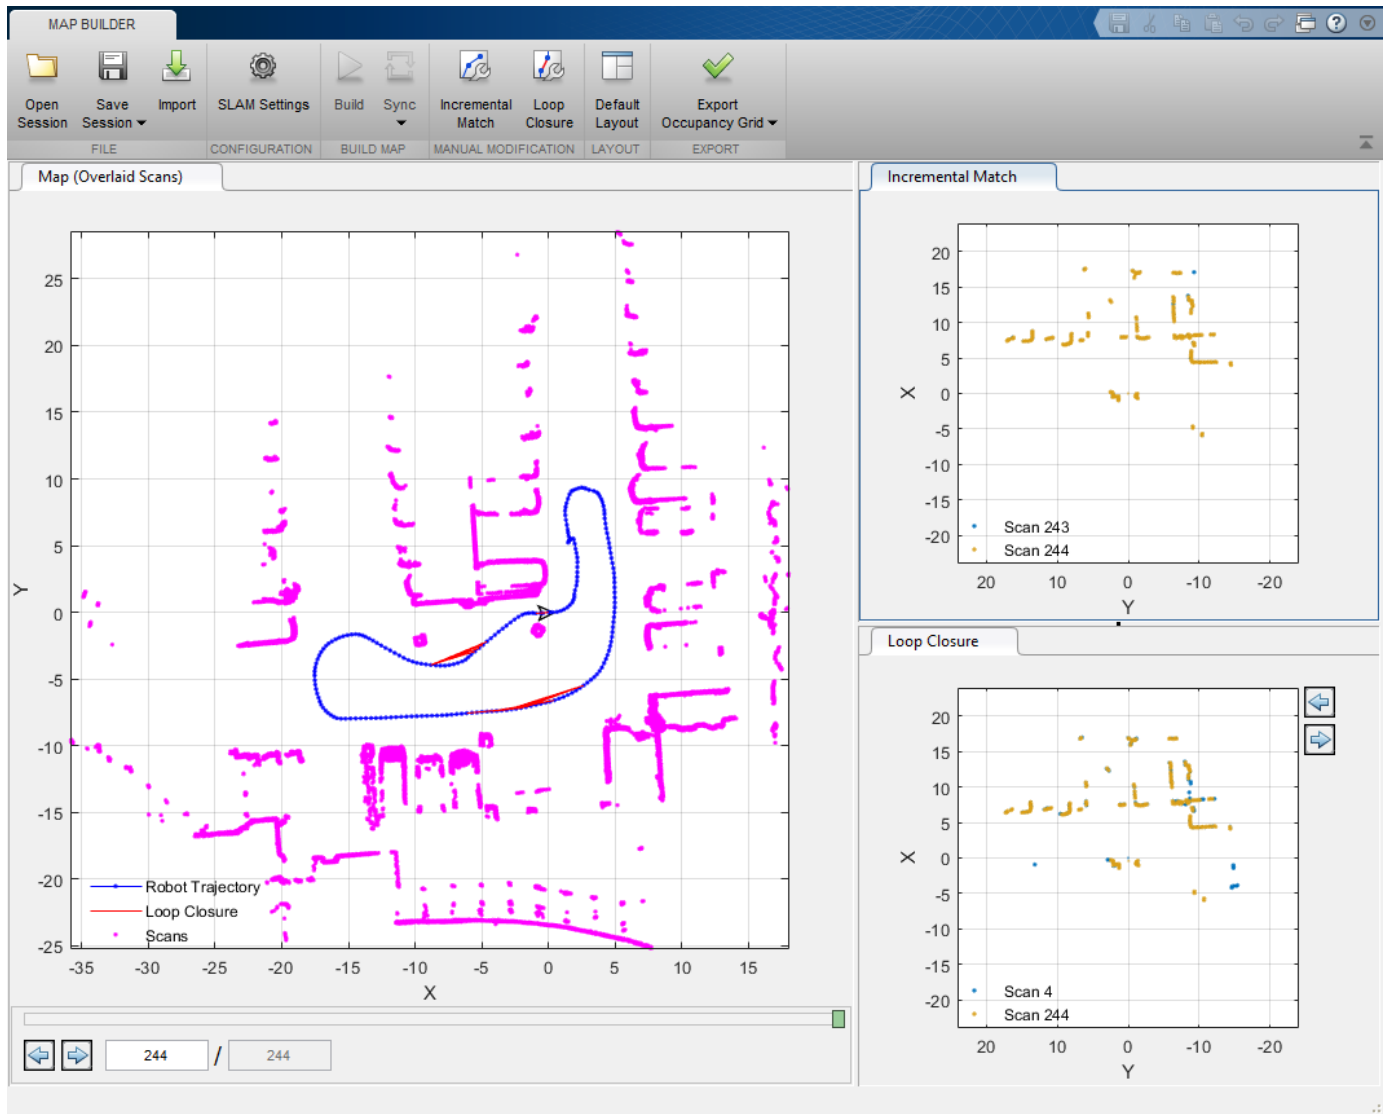 MAP BUILDER
Open Session
Save Session
Import
SLAM Settings
Build
Sync
Incremental Match
Loop Closure
Default Layout
Export Occupancy Grid
FILE
CONFIGURATION
BUILD MAP
MANUAL MODIFICATION
LAYOUT
EXPORT
Map (Overlaid Scans)
25
20
15
10
5
0
-5
-10
-15
-20
-25
Y
Robot Trajectory
Loop Closure
Scans
-35 -30 -25 -20 -15 -10 -5 0 5 10 15
X
244 / 244
Incremental Match
20
15
10
5
0
-5
-10
-15
-20
X
Scan 243
Scan 244
20 10 0 -10 -20
Y
Loop Closure
20
15
10
5
0
-5
-10
-15
-20
X
Scan 4
Scan 244
20 10 0 -10 -20
Y